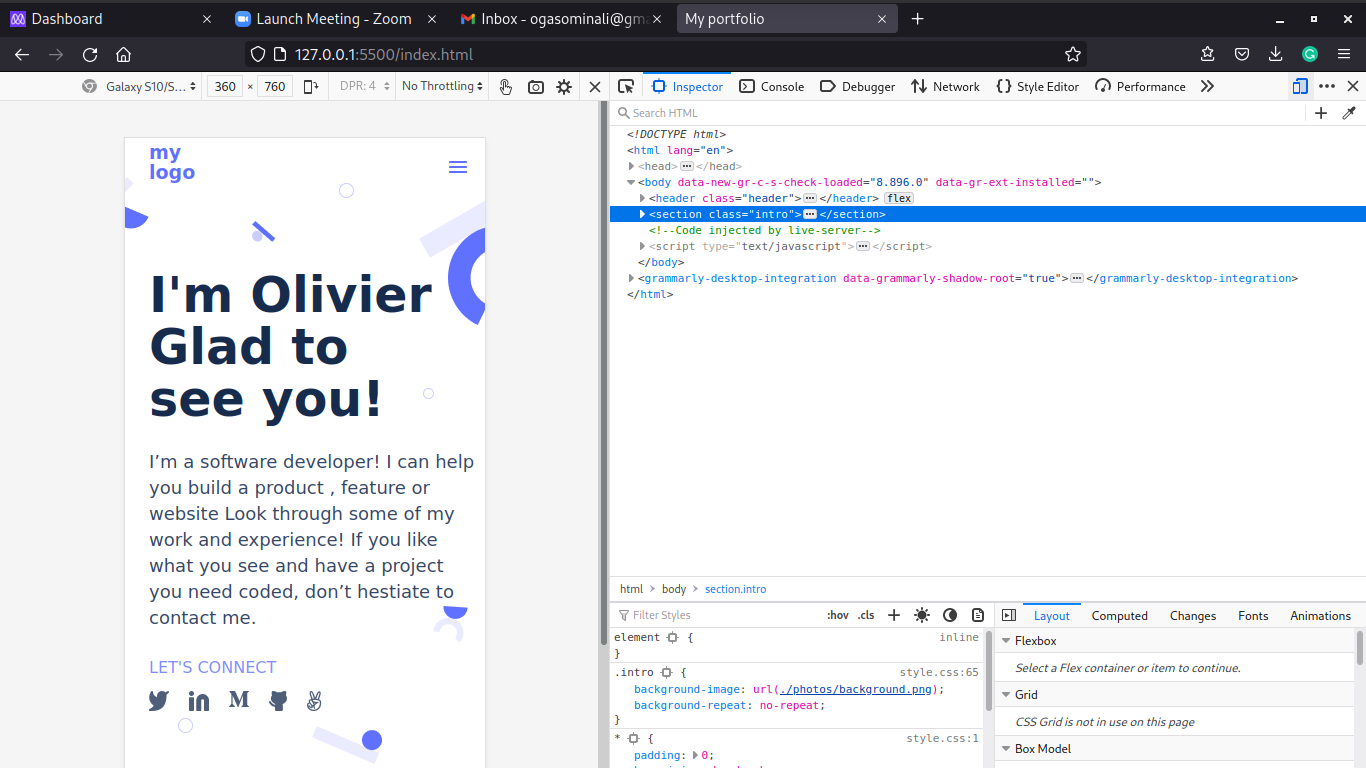 Dashboard
Launch Meeting - Zoom
Inbox - ogasominali@gm
My portfolio
127.0.0.1:5500/index.html
Galaxy S10/S...
360 × 760
DPR: 4
No Throttling
Inspector
Console
Debugger
Network
Style Editor
Performance
Search HTML
<!DOCTYPE html>
<html lang="en">
<head> ••• </head>
<body data-new-gr-c-s-check-loaded="8.896.0" data-gr-ext-installed="">
<header class="header"> ••• </header> flex
<section class="intro"> ••• </section>
<!--Code injected by live-server-->
<script type="text/javascript"> ••• </script>
</body>
<grammarly-desktop-integration data-grammarly-shadow-root="true"> ••• </grammarly-desktop-integration>
</html>
my
logo
I'm Olivier
Glad to
see you!
I’m a software developer! I can help
you build a product , feature or
website Look through some of my
work and experience! If you like
what you see and have a project
you need coded, don’t hestiate to
contact me.
LET'S CONNECT
html > body > section.intro
Filter Styles
:hov .cls
element { inline
}
.intro { style.css:65
background-image: url(./photos/background.png);
background-repeat: no-repeat;
}
* { style.css:1
padding: 0;
Layout
Computed
Changes
Fonts
Animations
Flexbox
Select a Flex container or item to continue.
Grid
CSS Grid is not in use on this page
Box Model